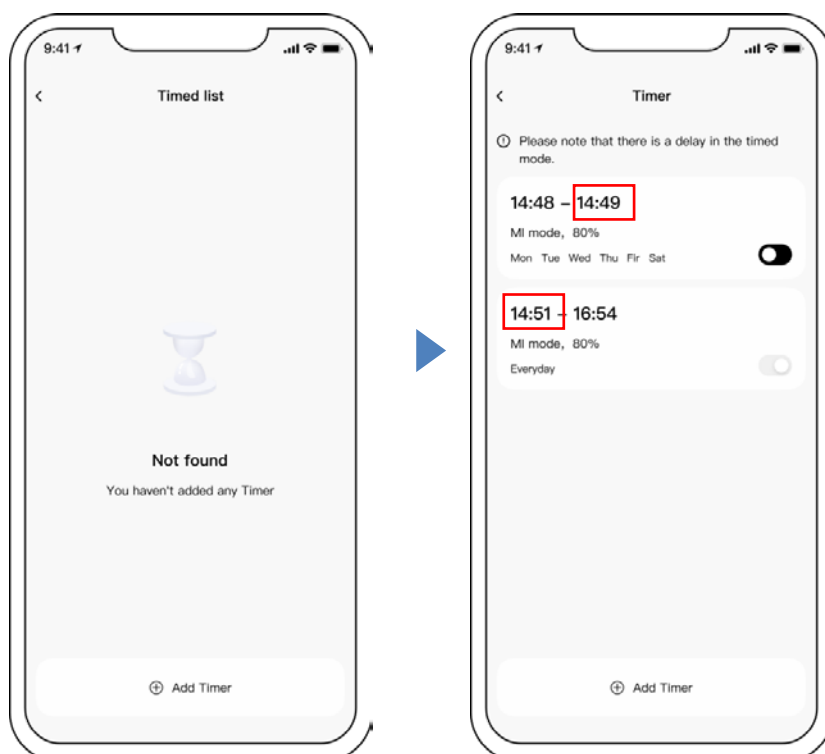 9:41
Timed list
Not found
You haven't added any Timer
Add Timer
9:41
Timer
Please note that there is a delay in the timed
mode.
14:48 – 14:49
MI mode, 80%
Mon Tue Wed Thu Fir Sat
14:51 – 16:54
MI mode, 80%
Everyday
Add Timer